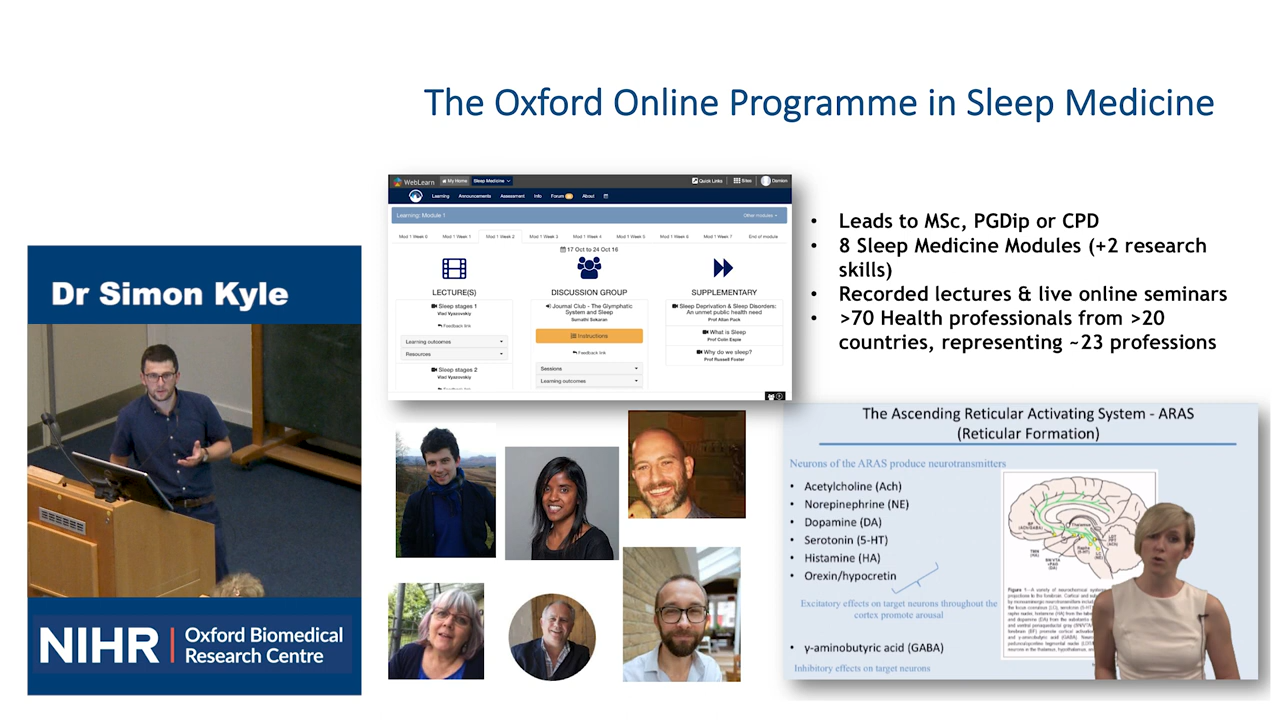 The Oxford Online Programme in Sleep Medicine
Dr Simon Kyle
NIHR | Oxford Biomedical
Research Centre
WebLearn My Home Sleep Medicine Quick Links Sites Damion
Learning Announcements Assessment Info Forum About
Learning: Module 1 Other modules
Mod 1 Week 0 Mod 1 Week 1 Mod 1 Week 2 Mod 1 Week 3 Mod 1 Week 4 Mod 1 Week 5 Mod 1 Week 6 Mod 1 Week 7 End of module
17 Oct to 24 Oct 16
LECTURE(S)
Sleep stages 1
Vlad Vyazovskiy
Feedback link
Learning outcomes
Resources
Sleep stages 2
Vlad Vyazovskiy
DISCUSSION GROUP
Journal Club - The Glymphatic
System and Sleep
Sumathi Sekaran
Instructions
Feedback link
Sessions
Learning outcomes
SUPPLEMENTARY
Sleep Deprivation & Sleep Disorders:
An unmet public health need
Prof Allan Pack
What is Sleep
Prof Colin Espie
Why do we sleep?
Prof Russell Foster
• Leads to MSc, PGDip or CPD
• 8 Sleep Medicine Modules (+2 research
skills)
• Recorded lectures & live online seminars
• >70 Health professionals from >20
countries, representing ~23 professions
The Ascending Reticular Activating System - ARAS
(Reticular Formation)
Neurons of the ARAS produce neurotransmitters
• Acetylcholine (Ach)
• Norepinephrine (NE)
• Dopamine (DA)
• Serotonin (5-HT)
• Histamine (HA)
• Orexin/hypocretin
Excitatory effects on target neurons throughout the
cortex promote arousal
• γ-aminobutyric acid (GABA)
Inhibitory effects on target neurons